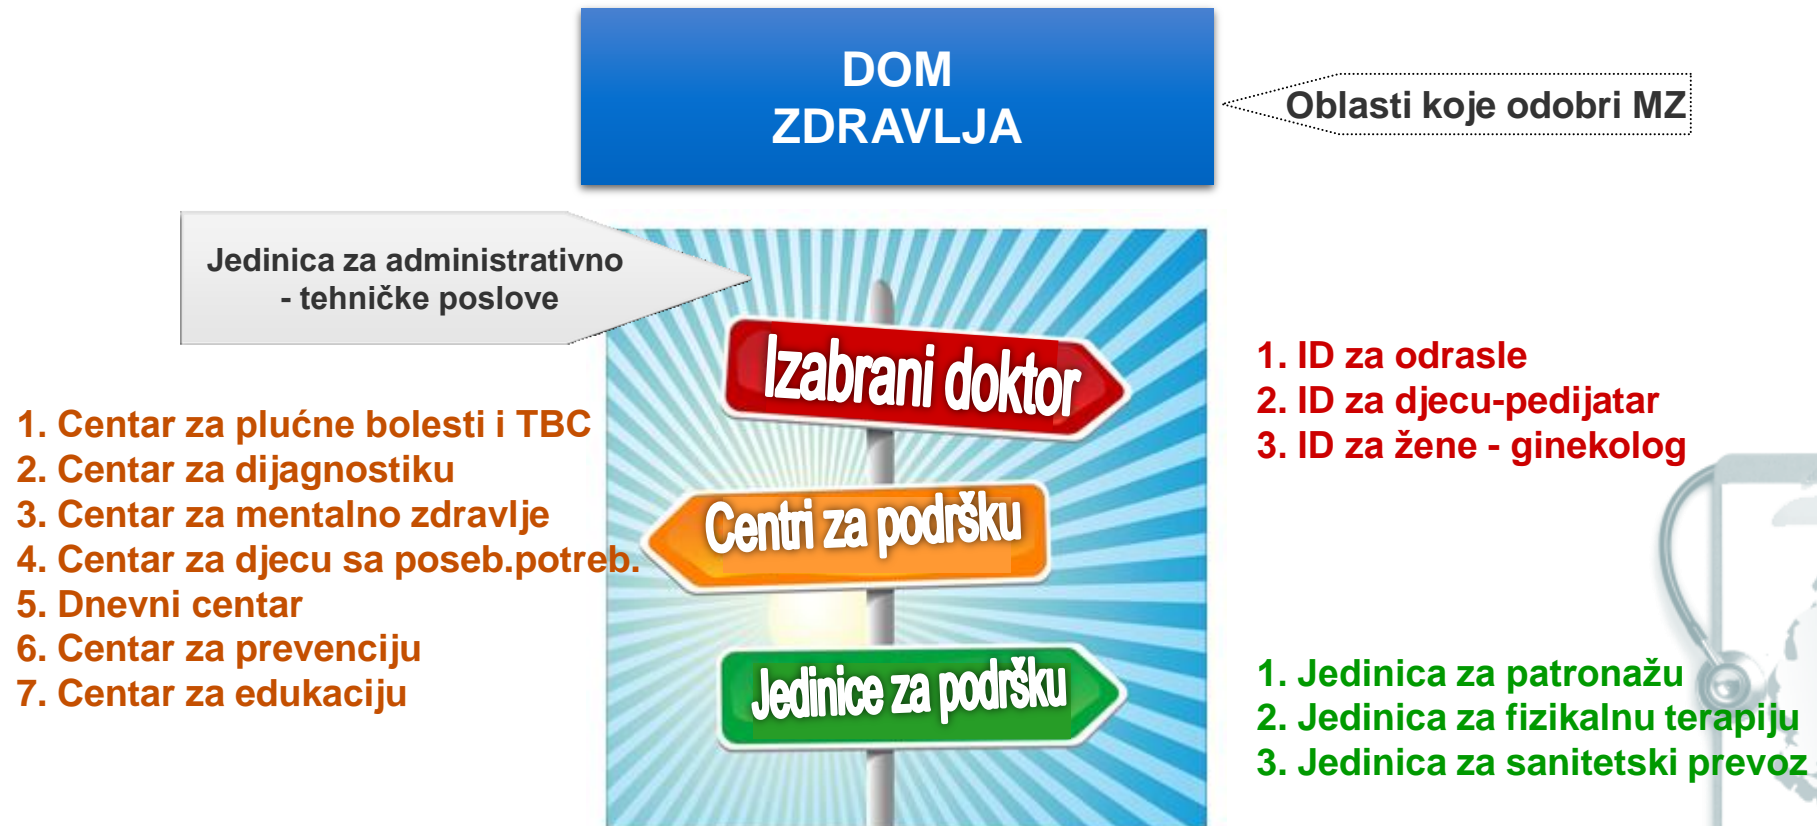 DOM
ZDRAVLJA
Oblasti koje odobri MZ
Jedinica za administrativno
- tehničke poslove
Izabrani doktor
1. ID za odrasle
2. ID za djecu-pedijatar
3. ID za žene - ginekolog
1. Centar za plućne bolesti i TBC
2. Centar za dijagnostiku
3. Centar za mentalno zdravlje
4. Centar za djecu sa poseb.potreb.
5. Dnevni centar
6. Centar za prevenciju
7. Centar za edukaciju
Centri za podršku
Jedinice za podršku
1. Jedinica za patronažu
2. Jedinica za fizikalnu terapiju
3. Jedinica za sanitetski prevoz